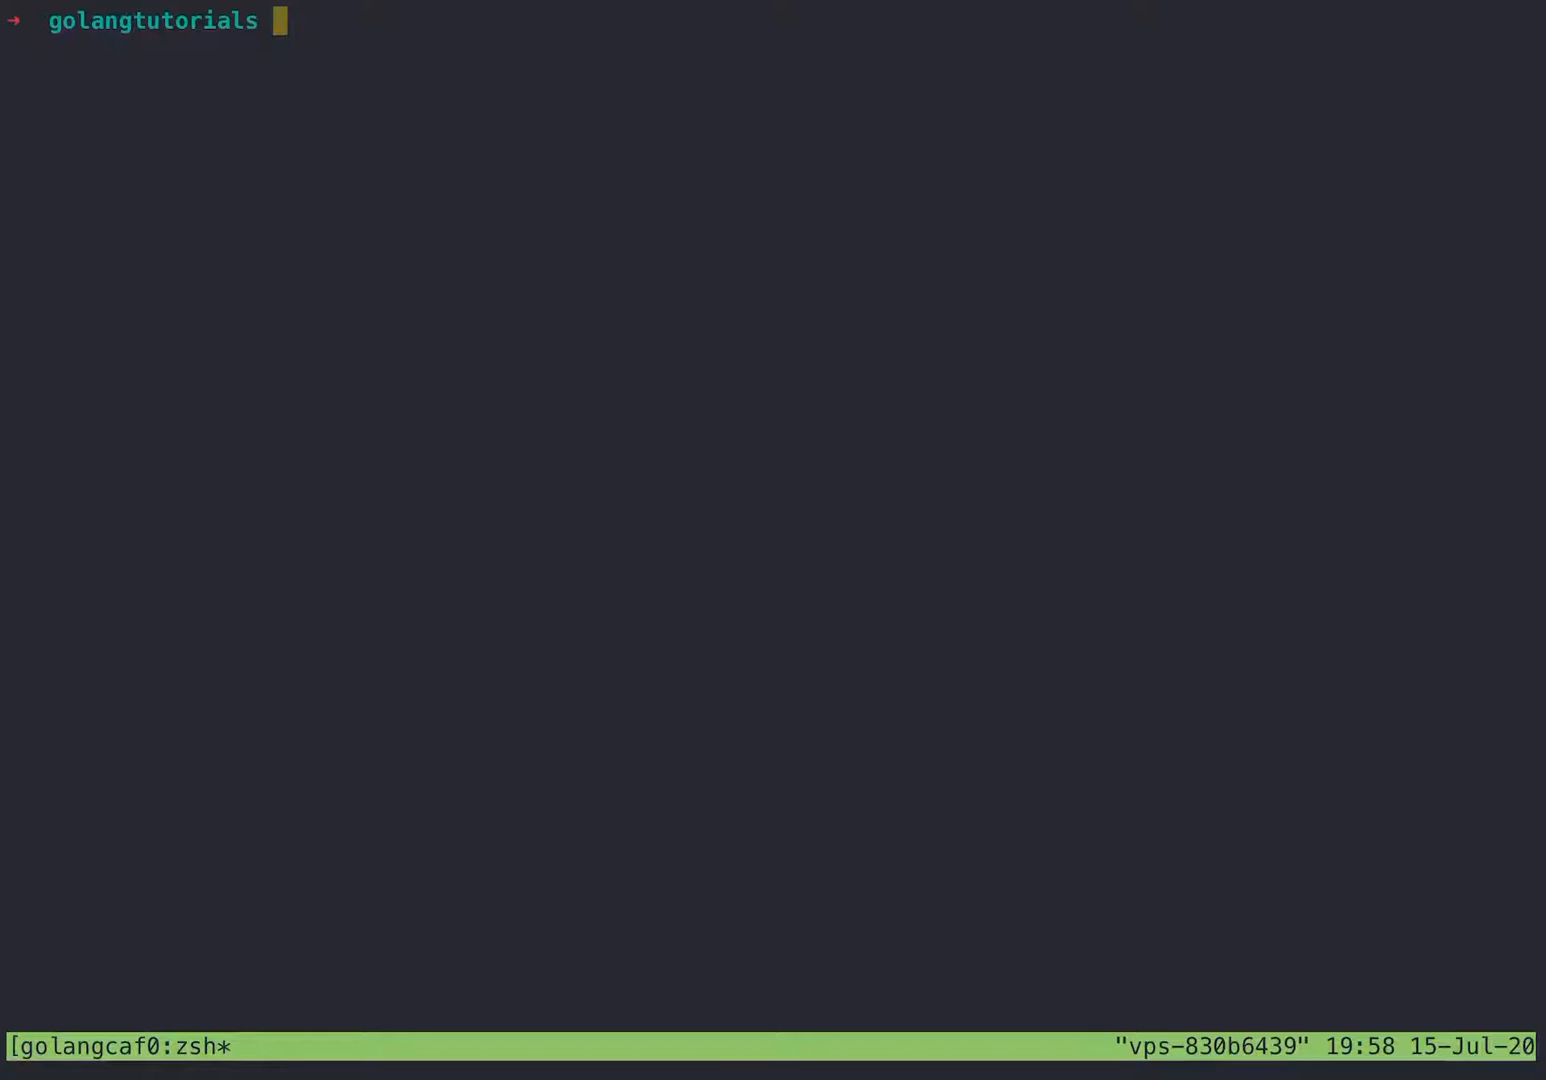 ➜  golangtutorials
[golangcaf0:zsh* "vps-830b6439" 19:58 15-Jul-20